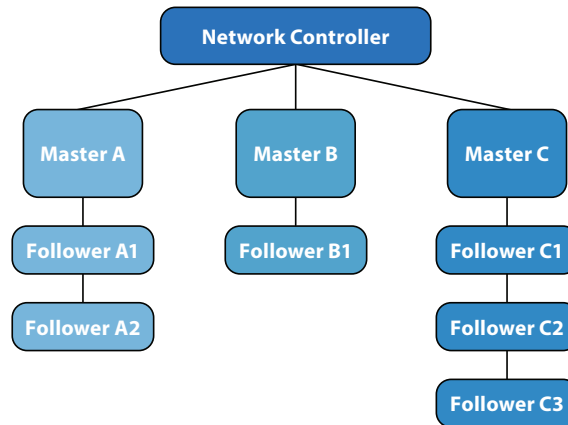 Network Controller
Master A
Master B
Master C
Follower A1
Follower B1
Follower C1
Follower A2
Follower C2
Follower C3